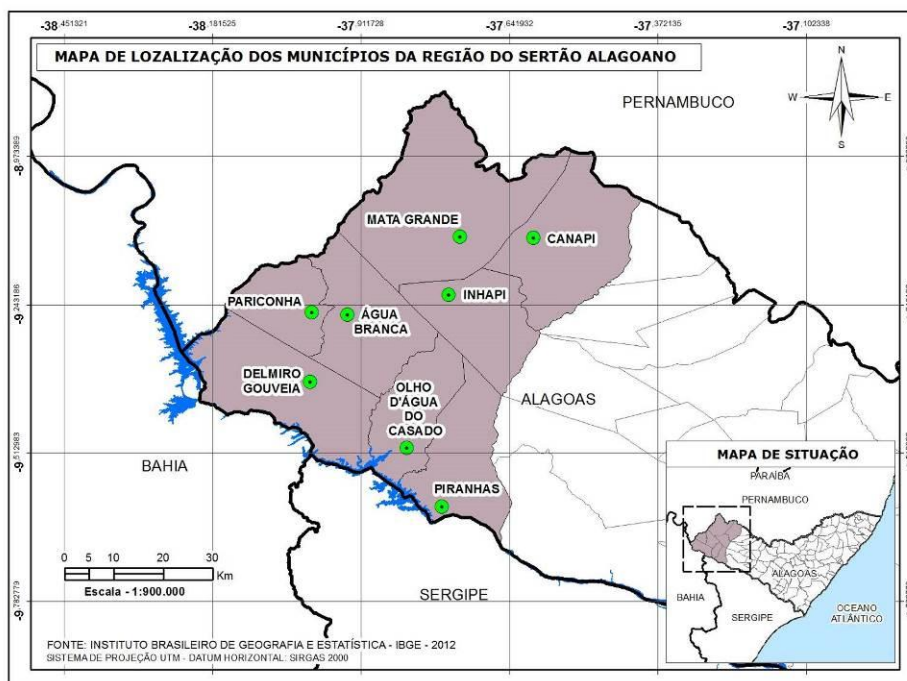 -38.451321 -38.181525 -37.911728 -37.641932 -37.372135 -37.102338
MAPA DE LOZALIZAÇÃO DOS MUNICÍPIOS DA REGIÃO DO SERTÃO ALAGOANO
N
W E
S
PERNAMBUCO
-8.973389
MATA GRANDE
CANAPI
INHAPI
-9.243186
PARICONHA
ÁGUA
BRANCA
DELMIRO
GOUVEIA
OLHO
D'ÁGUA
DO
CASADO
ALAGOAS
-9.512983
BAHIA
PIRANHAS
0 5 10 20 30
Km
Escala - 1:900.000
SERGIPE
-9.782779
FONTE: INSTITUTO BRASILEIRO DE GEOGRAFIA E ESTATÍSTICA - IBGE - 2012
SISTEMA DE PROJEÇÃO UTM - DATUM HORIZONTAL: SIRGAS 2000
MAPA DE SITUAÇÃO
PARAÍBA
PERNAMBUCO
ALAGOAS
BAHIA
SERGIPE
OCEANO
ATLÂNTICO